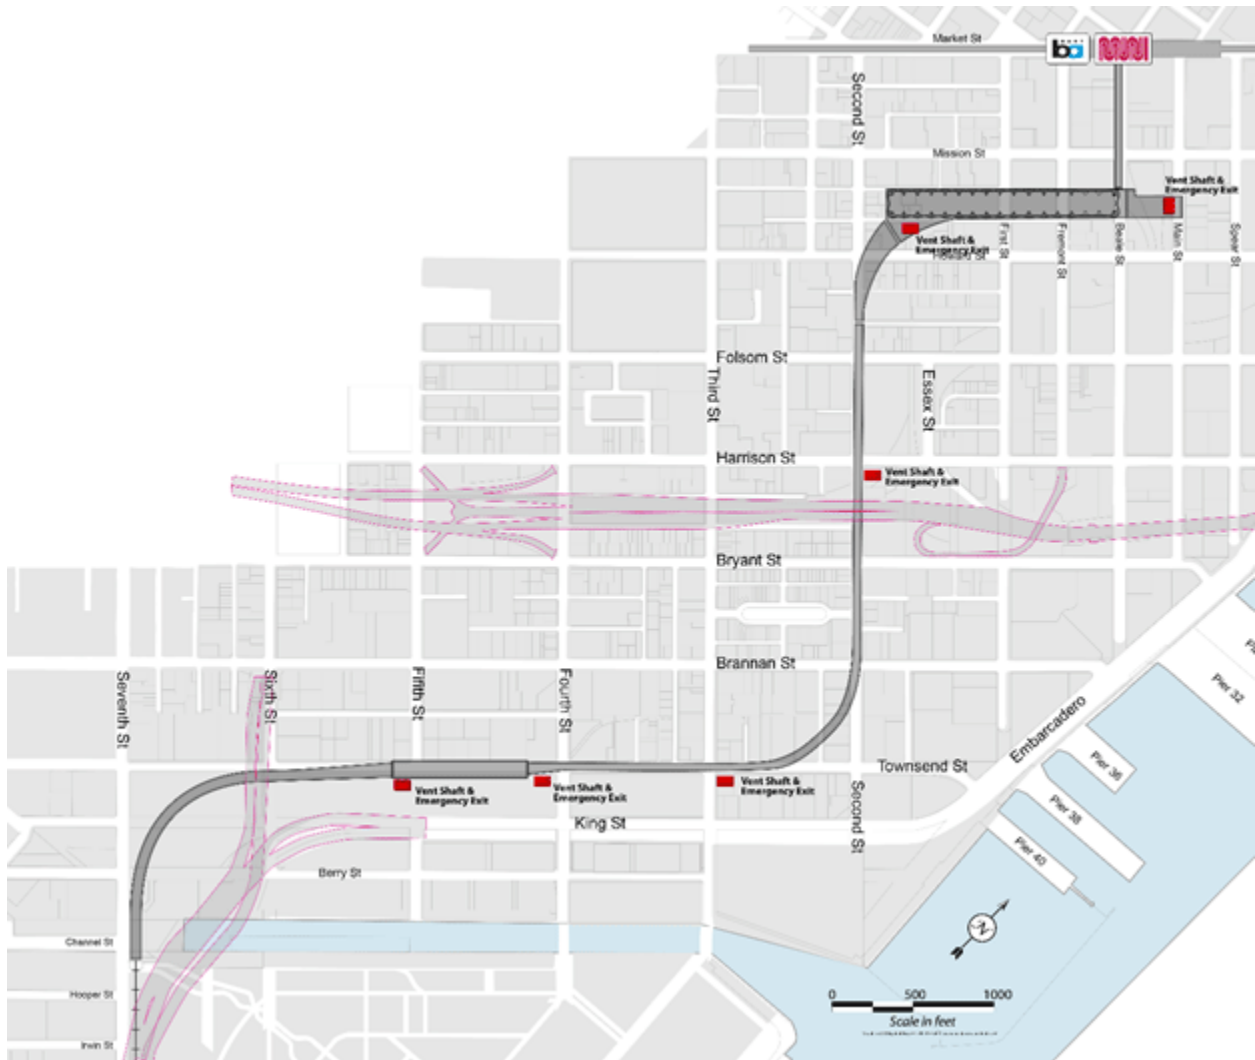 Market St
ba
Second St
Mission St
Vent Shaft &
Emergency Exit
Vent Shaft &
Emergency Exit
Howard St
First St
Fremont St
Beale St
Main St
Spear St
Folsom St
Third St
Essex St
Harrison St
Vent Shaft &
Emergency Exit
Bryant St
Brannan St
Seventh St
Sixth St
Fifth St
Fourth St
Embarcadero
Pier 32
Pier 36
Pier 38
Pier 40
Townsend St
Vent Shaft &
Emergency Exit
Vent Shaft &
Emergency Exit
Vent Shaft &
Emergency Exit
Second St
King St
Berry St
Channel St
Hooper St
Irwin St
N
0 500 1000
Scale in feet